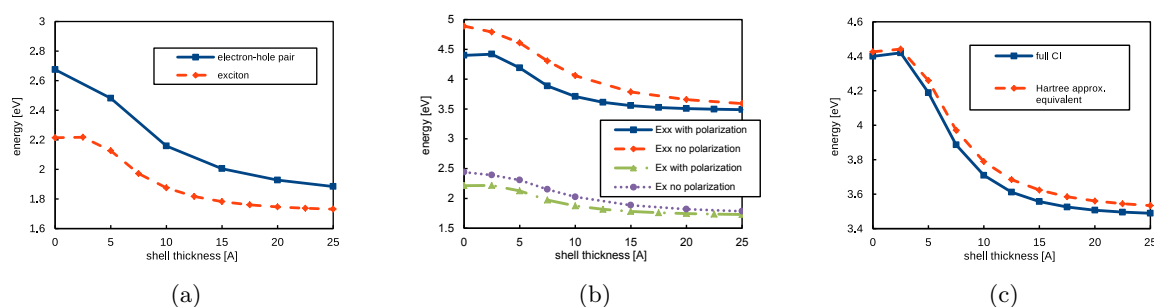 3
2.8
2.6
2.4
2.2
2
1.8
1.6
0
5
10
15
20
25
energy [eV]
shell thickness [A]
electron-hole pair
exciton
(a)
5
4.5
4
3.5
3
2.5
2
1.5
1
0
5
10
15
20
25
energy [eV]
shell thickness [A]
Exx with polarization
Exx no polarization
Ex with polarization
Ex no polarization
(b)
4,6
4,4
4,2
4
3,8
3,6
3,4
0
5
10
15
20
25
energy [eV]
shell thickness [A]
full CI
Hartree approx.
equivalent
(c)